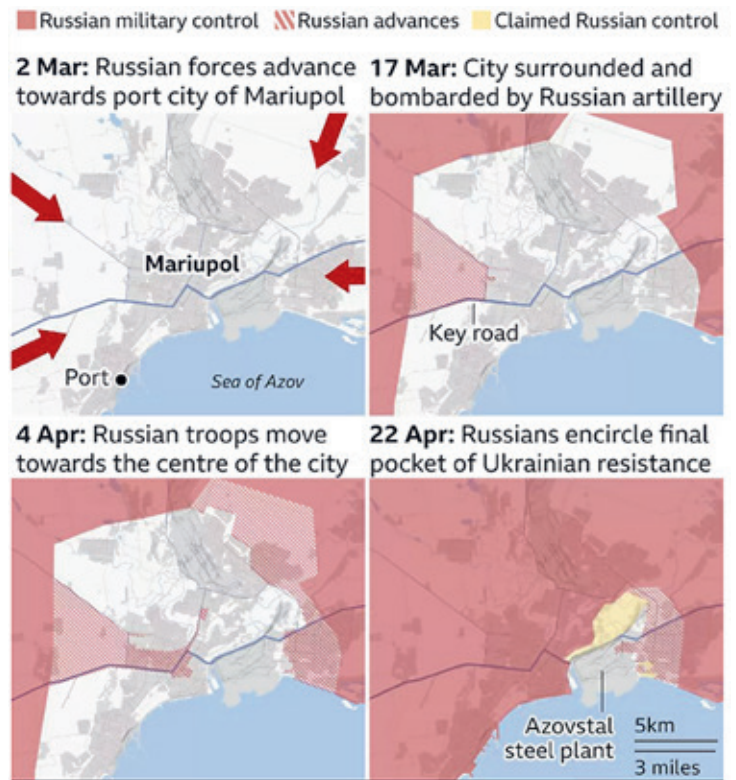 Russian military control
Russian advances
Claimed Russian control
2 Mar: Russian forces advance
towards port city of Mariupol
Mariupol
Port
Sea of Azov
17 Mar: City surrounded and
bombarded by Russian artillery
Key road
4 Apr: Russian troops move
towards the centre of the city
22 Apr: Russians encircle final
pocket of Ukrainian resistance
Azovstal
steel plant
5km
3 miles